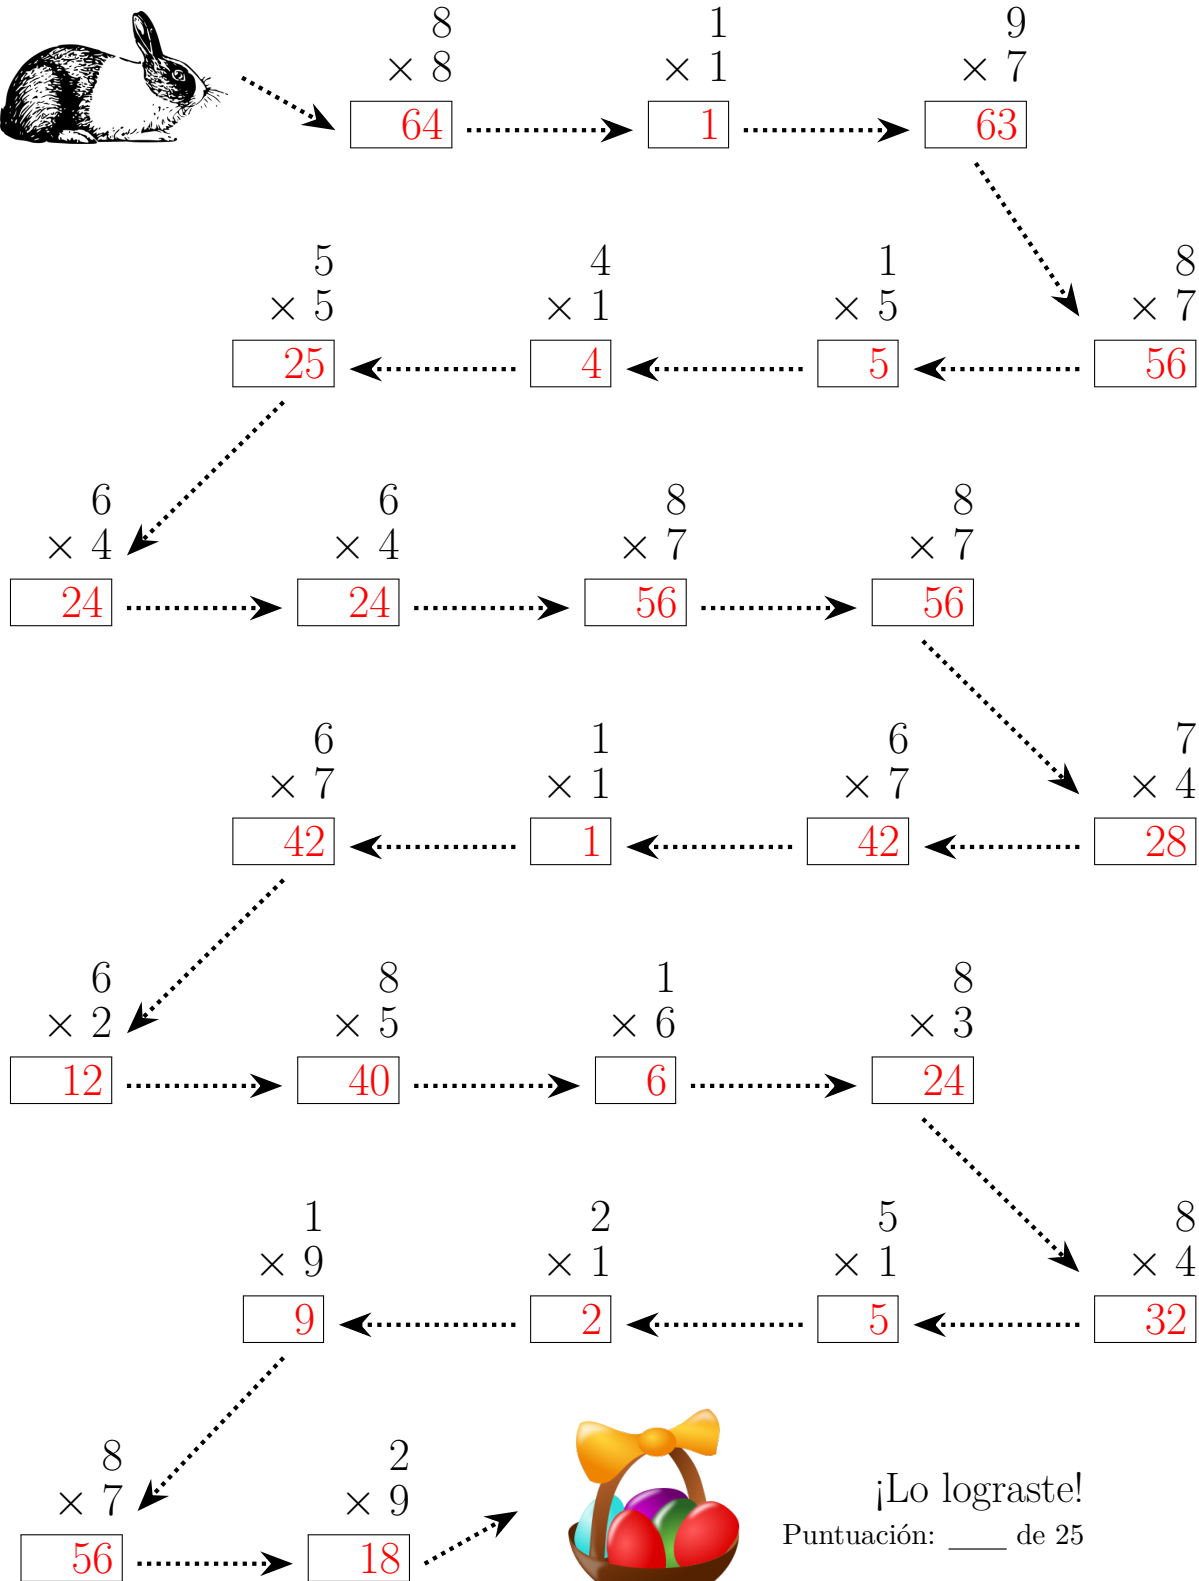 8 1 9
× 8 × 1 × 7
64 1 63
5 4 1 8
× 5 × 1 × 5 × 7
25 4 5 56
6 6 8 8
× 4 × 4 × 7 × 7
24 24 56 56
6 1 6 7
× 7 × 1 × 7 × 4
42 1 42 28
6 8 1 8
× 2 × 5 × 6 × 3
12 40 6 24
1 2 5 8
× 9 × 1 × 1 × 4
9 2 5 32
8 2
× 7 × 9
56 18
¡Lo lograste!
Puntuación: ____ de 25